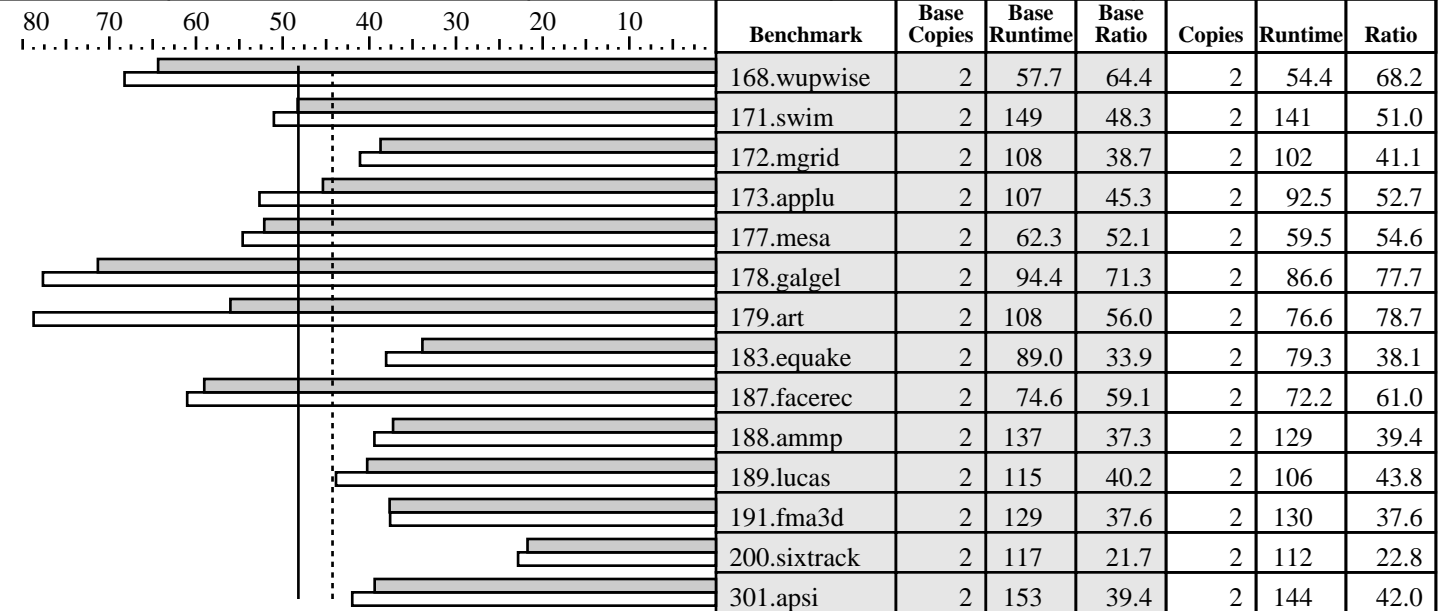 80 70 60 50 40 30 20 10
Benchmark Base Copies Base Runtime Base Ratio Copies Runtime Ratio
168.wupwise 2 57.7 64.4 2 54.4 68.2
171.swim 2 149 48.3 2 141 51.0
172.mgrid 2 108 38.7 2 102 41.1
173.applu 2 107 45.3 2 92.5 52.7
177.mesa 2 62.3 52.1 2 59.5 54.6
178.galgel 2 94.4 71.3 2 86.6 77.7
179.art 2 108 56.0 2 76.6 78.7
183.equake 2 89.0 33.9 2 79.3 38.1
187.facerec 2 74.6 59.1 2 72.2 61.0
188.ammp 2 137 37.3 2 129 39.4
189.lucas 2 115 40.2 2 106 43.8
191.fma3d 2 129 37.6 2 130 37.6
200.sixtrack 2 117 21.7 2 112 22.8
301.apsi 2 153 39.4 2 144 42.0